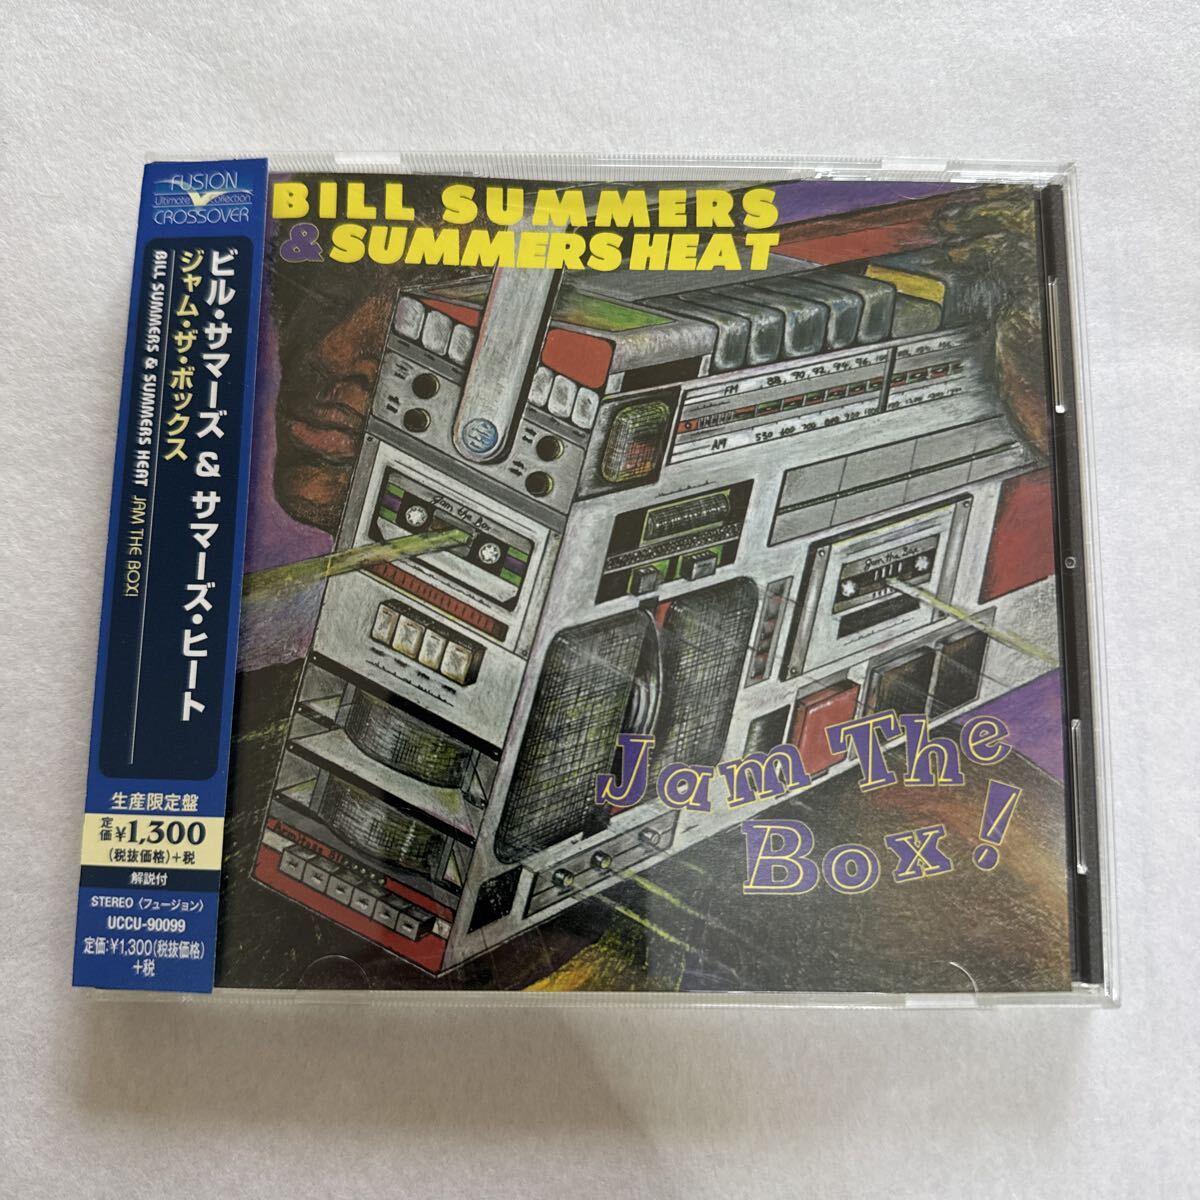 FUSION
Ultimate Collection
CROSSOVER
ビル・サマーズ & サマーズ・ヒート
ジャム・ザ・ボックス
BILL SUMMERS & SUMMERS HEAT JAM THE BOX!
生産限定盤
定価¥1,300
(税抜価格)+税
解説付
STEREO〈フュージョン〉
UCCU-90099
定価:¥1,300(税抜価格)
+税
BILL SUMMERS
& SUMMERS HEAT
FM 88 90 92 94 96
AM 530 600 700
Jam the Box
Jam the Box
Jam The
Box!